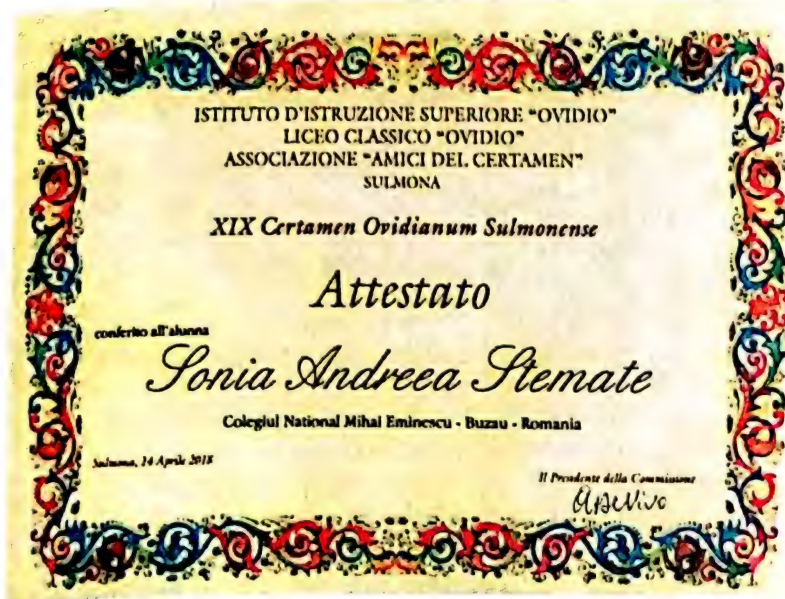 ISTITUTO D'ISTRUZIONE SUPERIORE "OVIDIO"
LICEO CLASSICO "OVIDIO"
ASSOCIAZIONE "AMICI DEL CERTAMEN"
SULMONA
XIX Certamen Ovidianum Sulmonense
Attestato
conferito all'alunna
Sonia Andreea Stemate
Colegiul National Mihai Eminescu - Buzau - Romania
Sulmona, 14 Aprile 2018
Il Presidente della Commissione